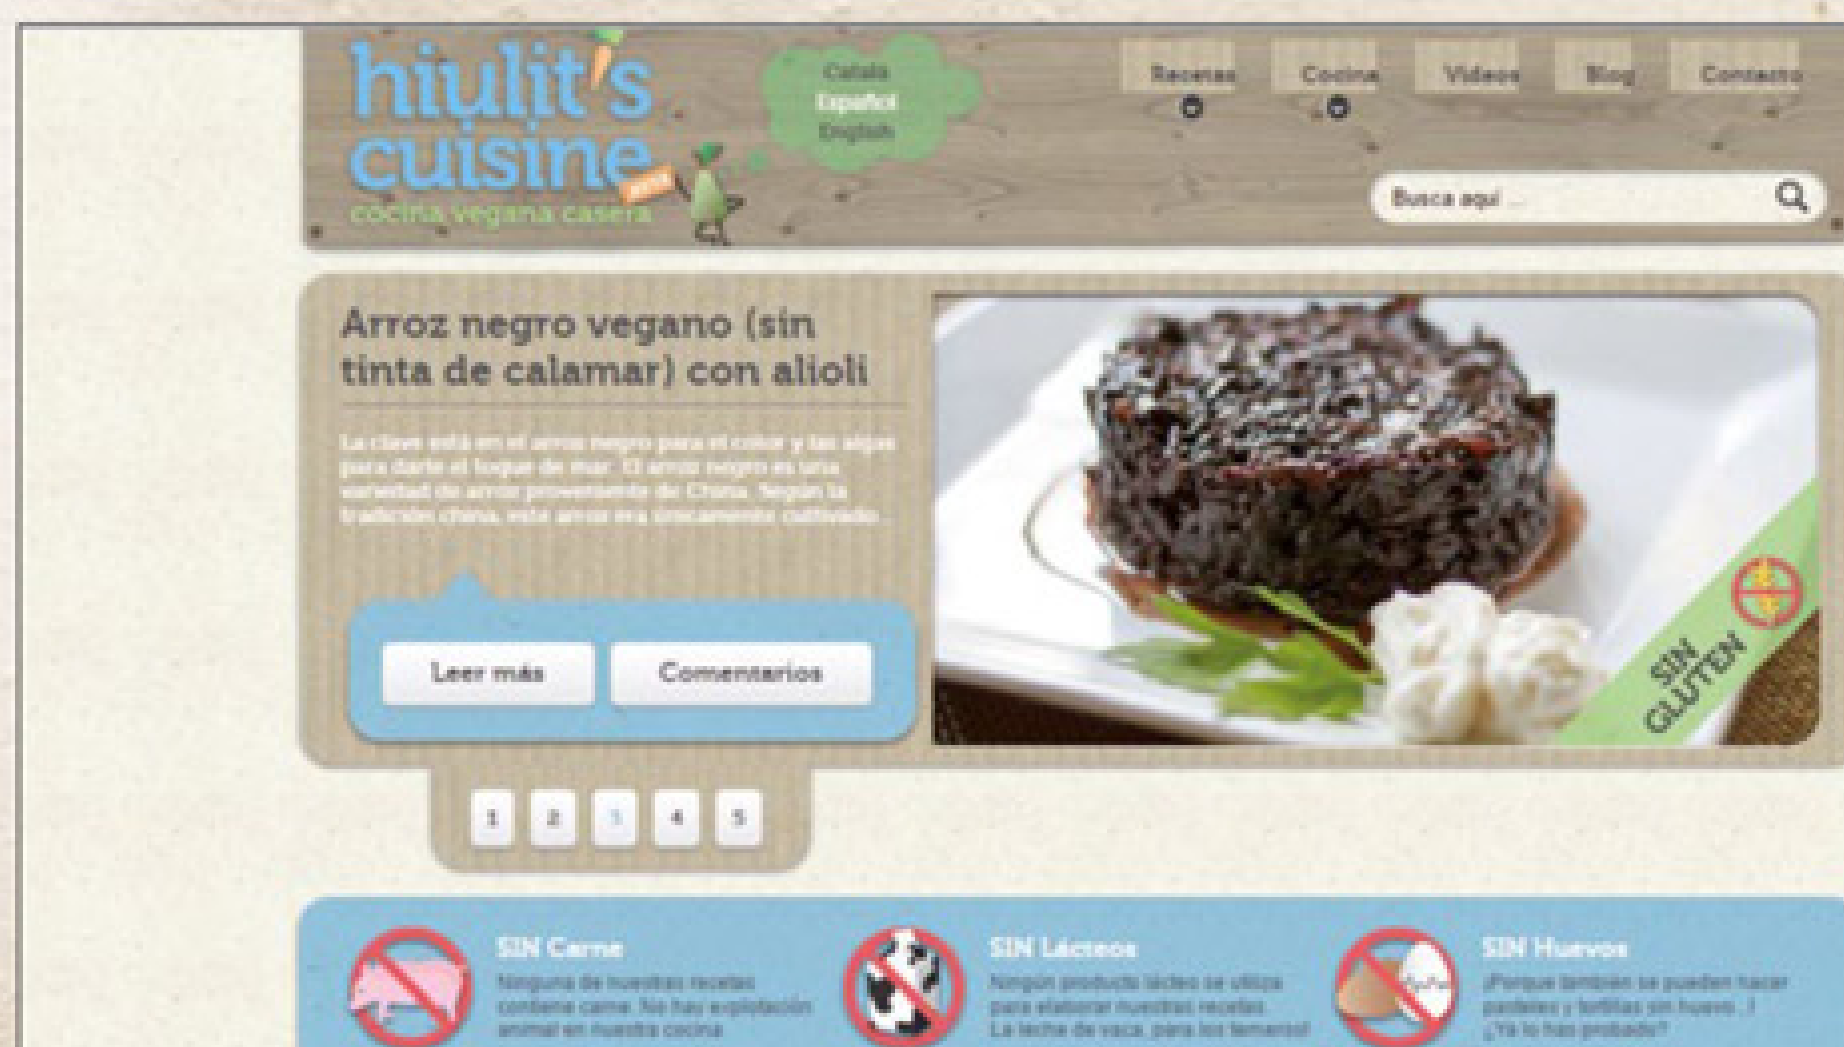 hiulit's
cuisine
cocina vegana casera
Català
Español
English
Recetas
Cocina
Videos
Blog
Contacto
Busca aquí ...
Arroz negro vegano (sin
tinta de calamar) con alioli
La clave está en el arroz negro para el color y las algas
para darle el toque de mar. El arroz negro es una
variedad de arroz proveniente de China. Según la
tradición china, este arroz era únicamente cultivado...
Leer más
Comentarios
SIN
GLUTEN
1 2 3 4 5
SIN Carne
Ninguna de nuestras recetas
contiene carne. No hay explotación
animal en nuestra cocina
SIN Lácteos
Ningún producto lácteo se utiliza
para elaborar nuestras recetas.
La leche de vaca, para los terneros!
SIN Huevos
¡Porque también se pueden hacer
pasteles y tortillas sin huevo...!
¿Ya lo has probado?